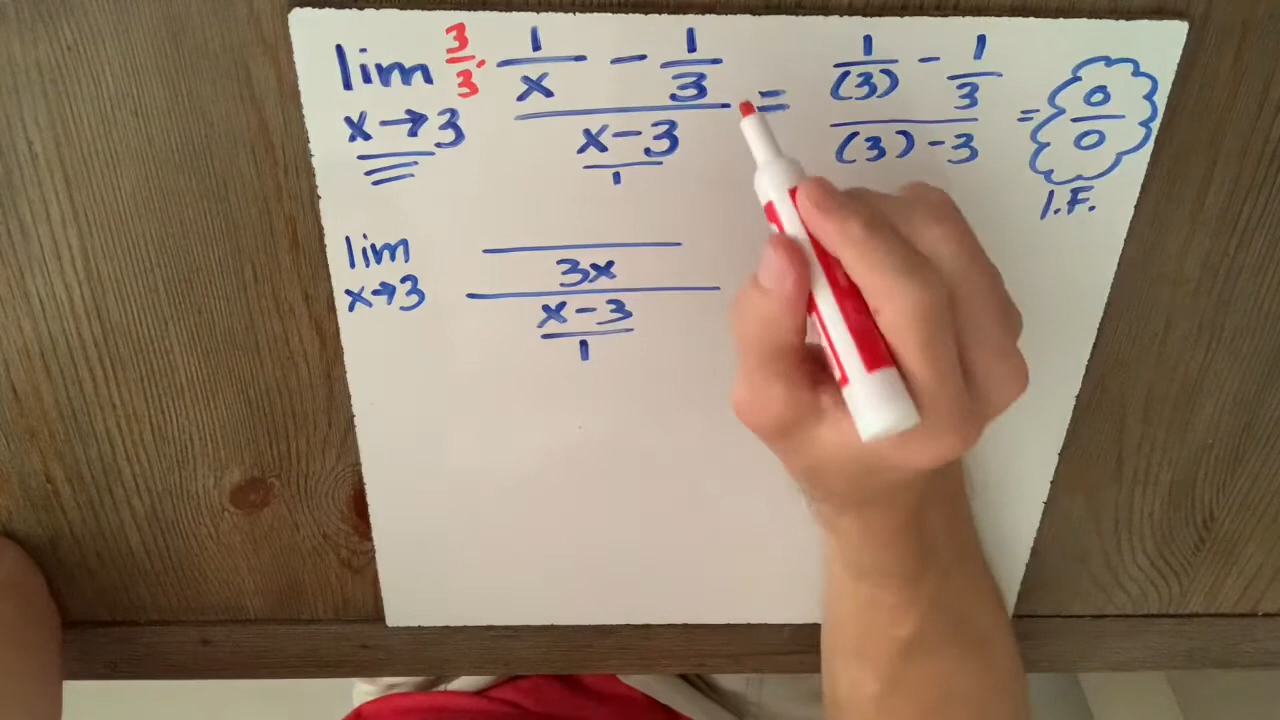 lim x→3 3/3 · (1/x − 1/3)/((x−3)/1) = (1/(3) − 1/3)/((3)−3) = 0/0
I.F.
lim x→3 ( /3x)/((x−3)/1)